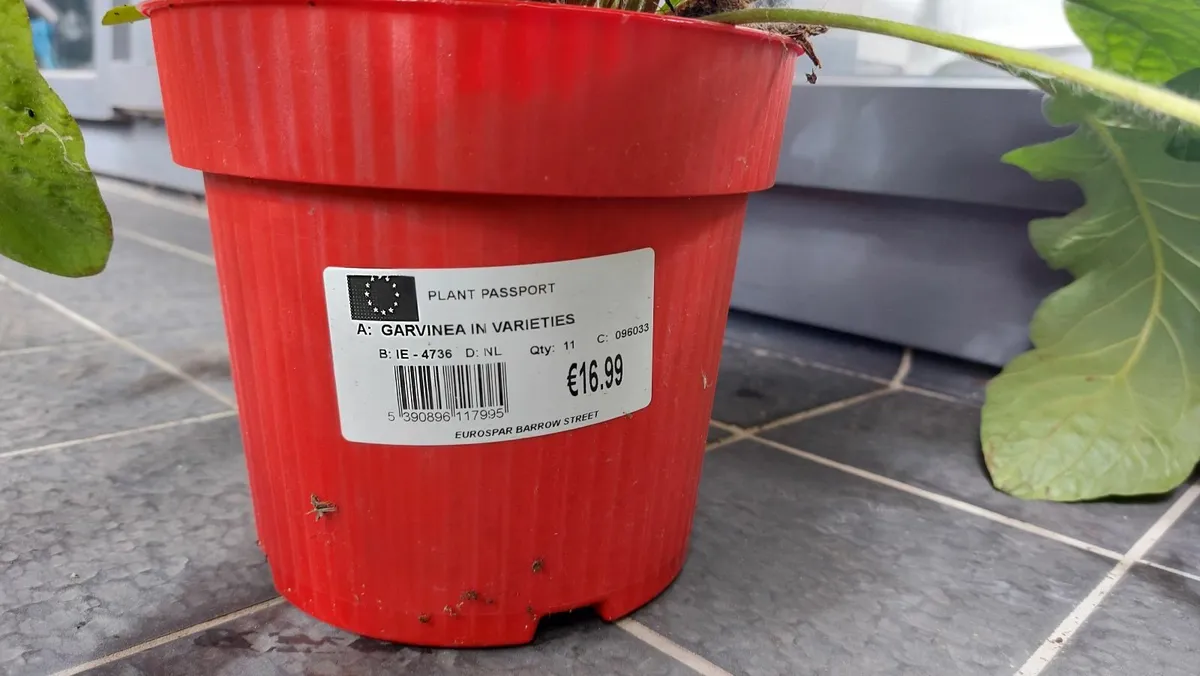 PLANT PASSPORT
A: GARVINEA IN VARIETIES
B: IE - 4736 D: NL Qty: 11 C: 096033
€16.99
5 390896 117995
EUROSPAR BARROW STREET